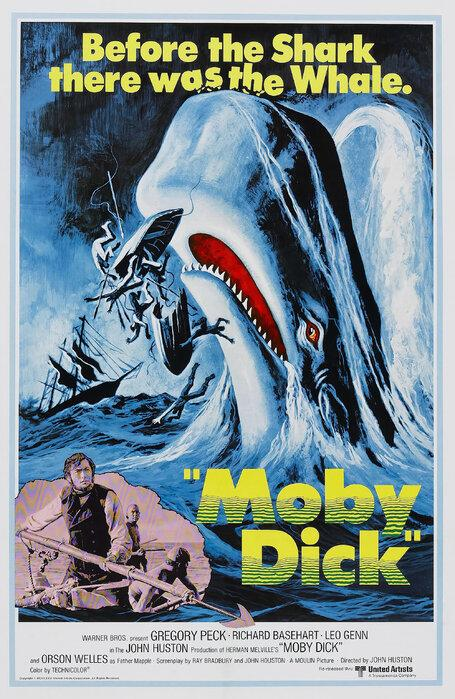 Before the Shark
there was the Whale.
"Moby
Dick"
WARNER BROS. present GREGORY PECK · RICHARD BASEHART · LEO GENN
in The JOHN HUSTON Production of HERMAN MELVILLE'S "MOBY DICK"
and ORSON WELLES as Father Mapple · Screenplay by RAY BRADBURY and JOHN HOUSTON · A MOULIN Picture · Directed by JOHN HUSTON
Color by TECHNICOLOR® Re-released thru United Artists
A Transamerica Company